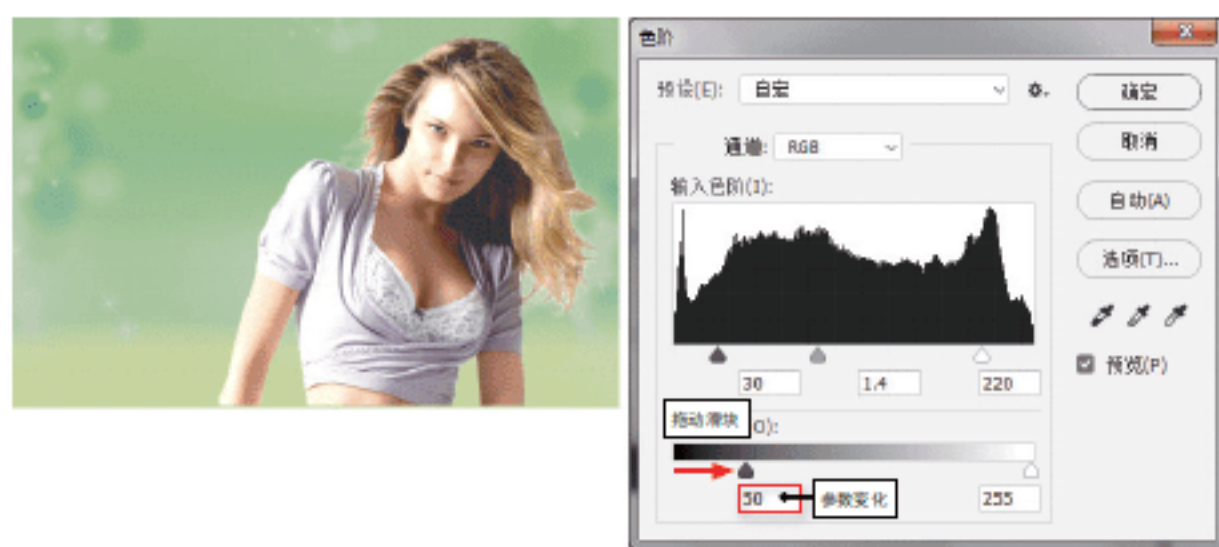 色阶
预设(E): 自定
确定
通道: RGB
取消
输入色阶(I):
自动(A)
选项(T)...
预览(P)
30 1.4 220
拖动滑块 O):
50 参数变化 255